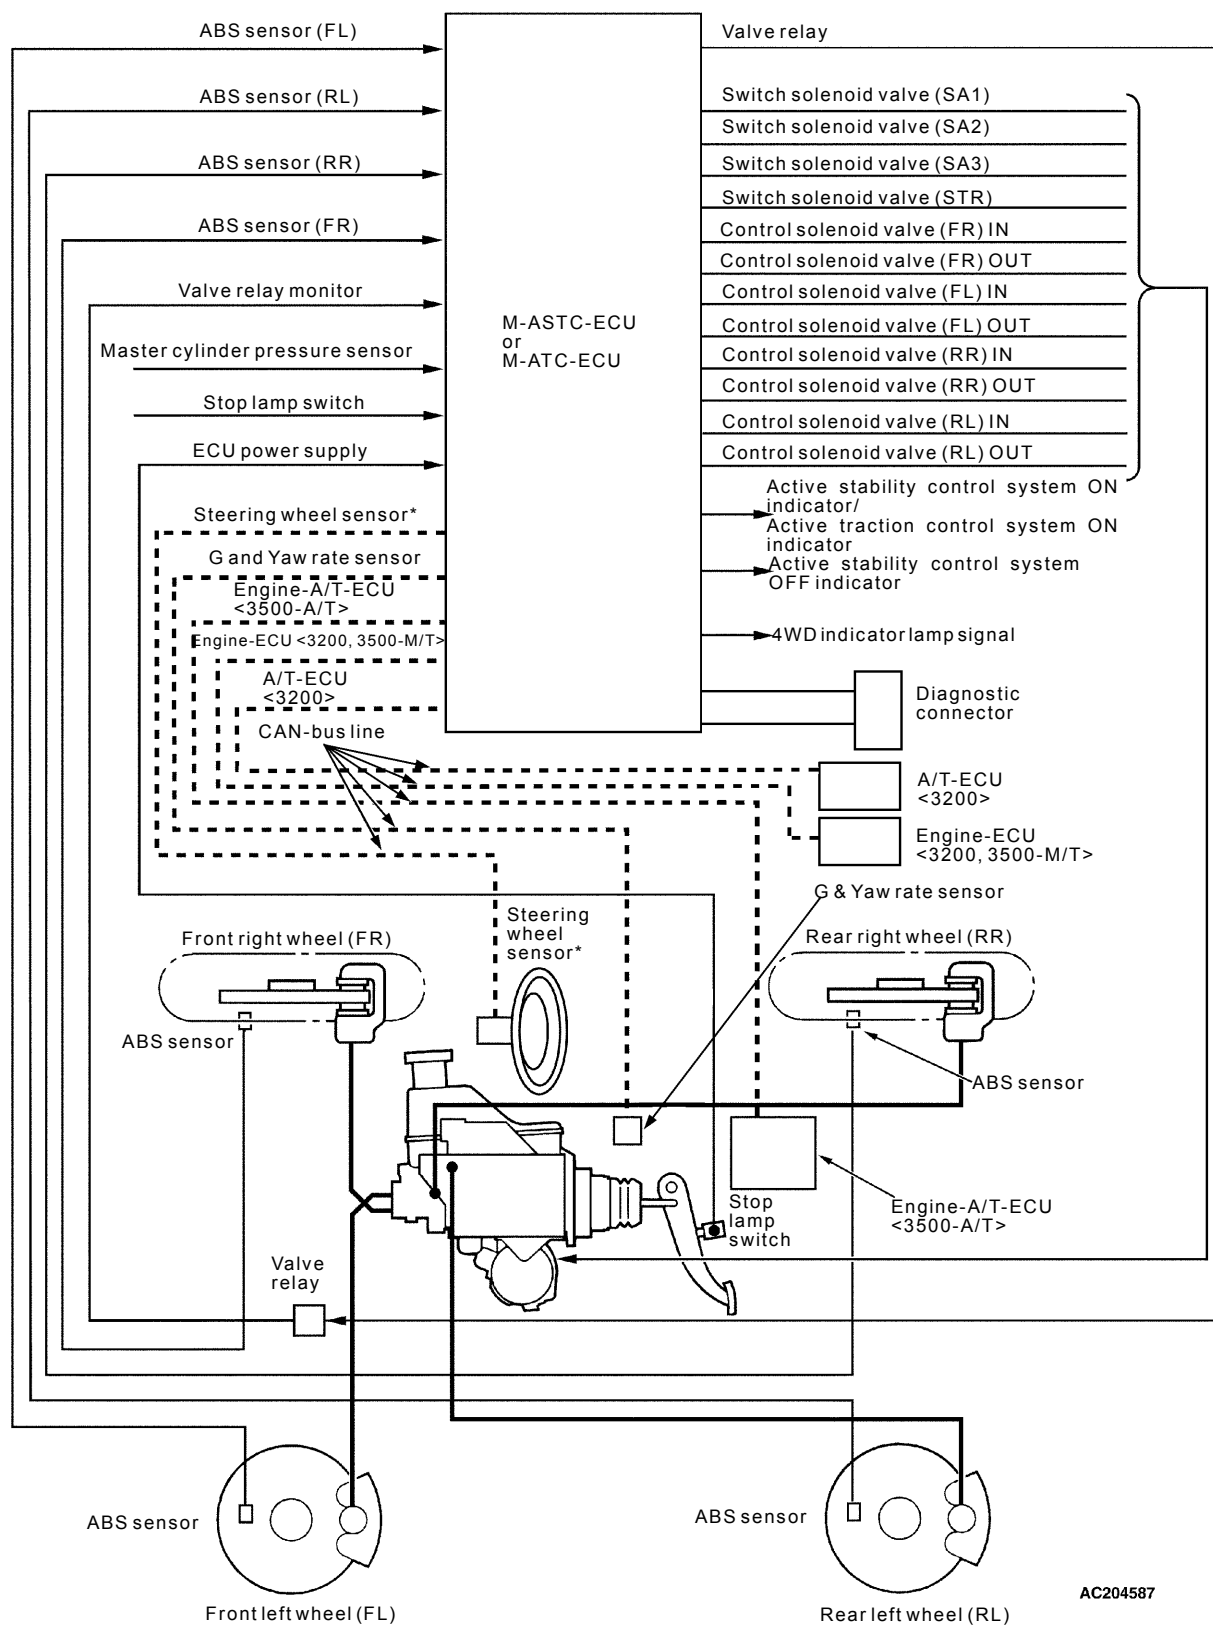 ABS sensor (FL)
ABS sensor (RL)
ABS sensor (RR)
ABS sensor (FR)
Valve relay monitor
Master cylinder pressure sensor
Stop lamp switch
ECU power supply
Steering wheel sensor*
G and Yaw rate sensor
Engine-A/T-ECU
<3500-A/T>
Engine-ECU <3200, 3500-M/T>
A/T-ECU
<3200>
CAN-bus line
M-ASTC-ECU
or
M-ATC-ECU
Valve relay
Switch solenoid valve (SA1)
Switch solenoid valve (SA2)
Switch solenoid valve (SA3)
Switch solenoid valve (STR)
Control solenoid valve (FR) IN
Control solenoid valve (FR) OUT
Control solenoid valve (FL) IN
Control solenoid valve (FL) OUT
Control solenoid valve (RR) IN
Control solenoid valve (RR) OUT
Control solenoid valve (RL) IN
Control solenoid valve (RL) OUT
Active stability control system ON
indicator/
Active traction control system ON
indicator
Active stability control system
OFF indicator
4WD indicator lamp signal
Diagnostic
connector
A/T-ECU
<3200>
Engine-ECU
<3200, 3500-M/T>
G & Yaw rate sensor
Steering
wheel
sensor*
Front right wheel (FR)
Rear right wheel (RR)
ABS sensor
ABS sensor
Stop
lamp
switch
Engine-A/T-ECU
<3500-A/T>
Valve
relay
ABS sensor
ABS sensor
Front left wheel (FL)
Rear left wheel (RL)
AC204587